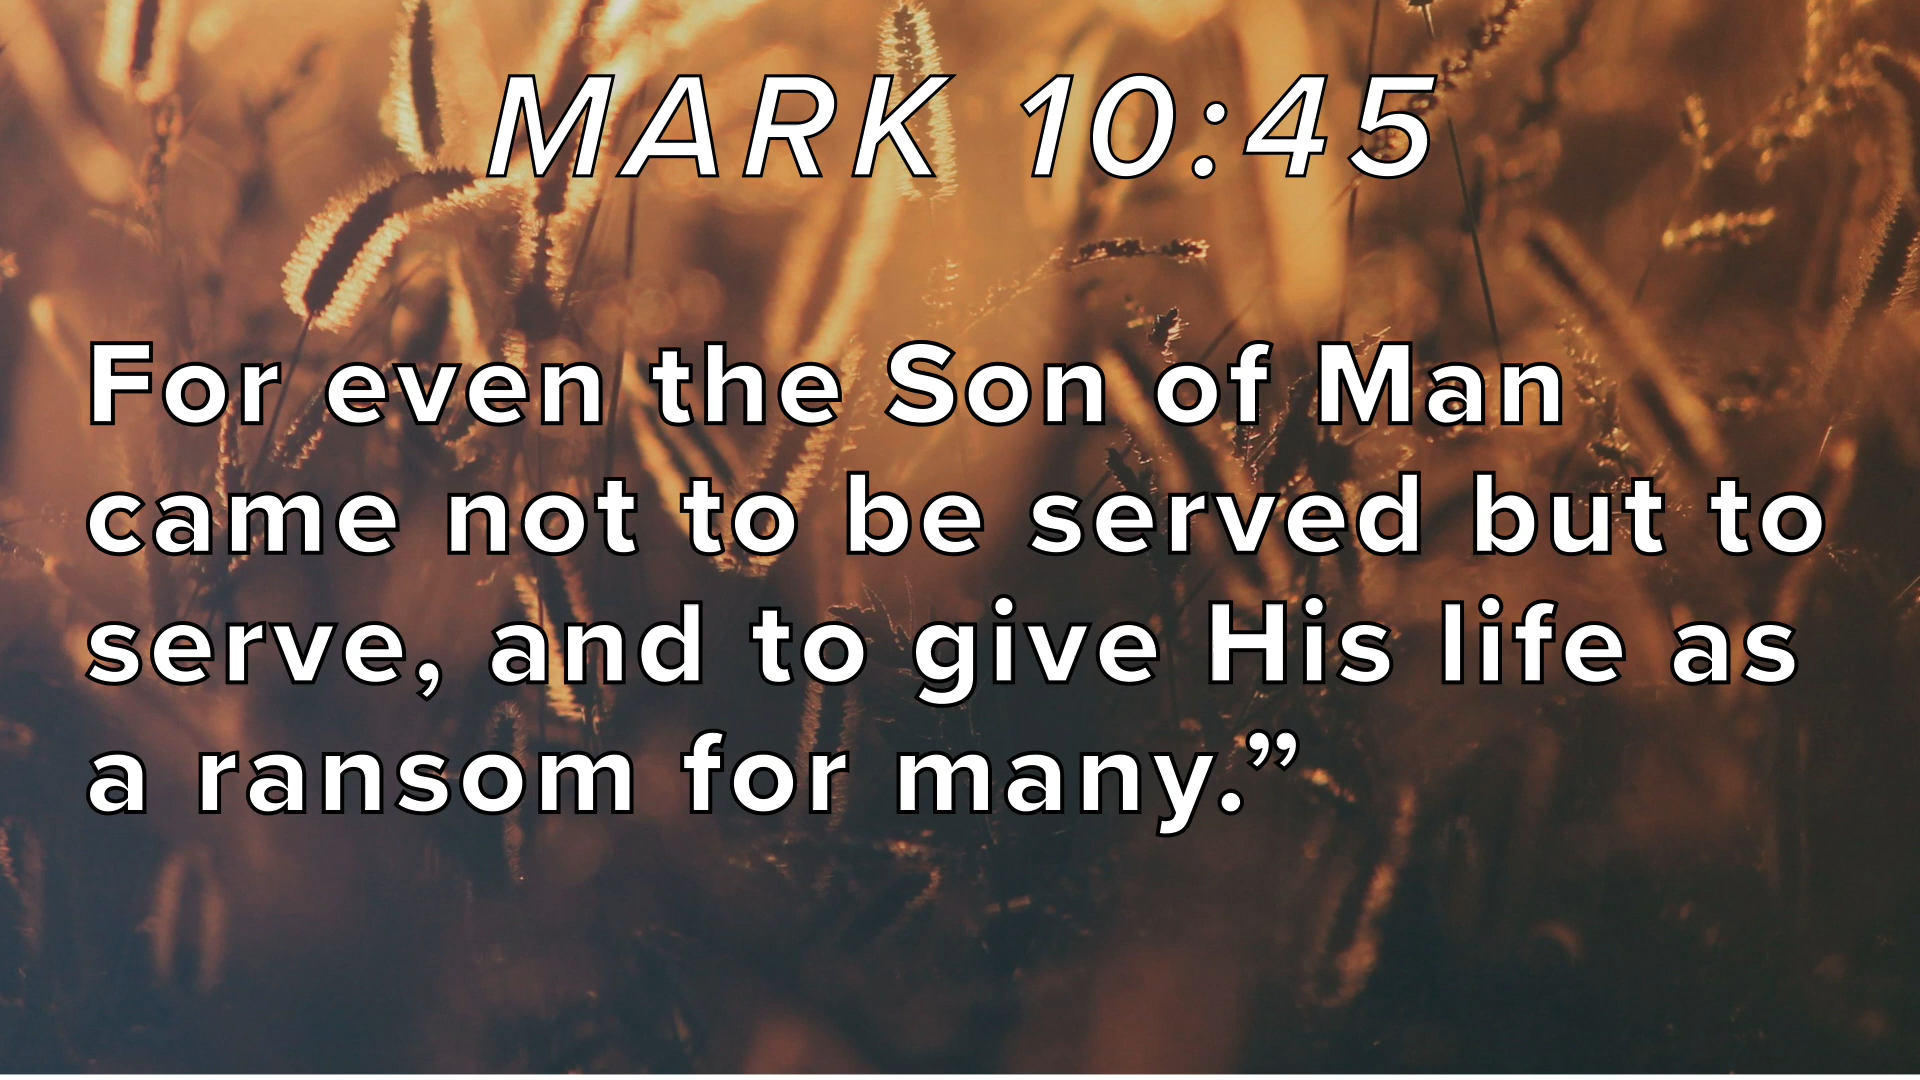 MARK 10:45
For even the Son of Man
came not to be served but to
serve, and to give His life as
a ransom for many.”